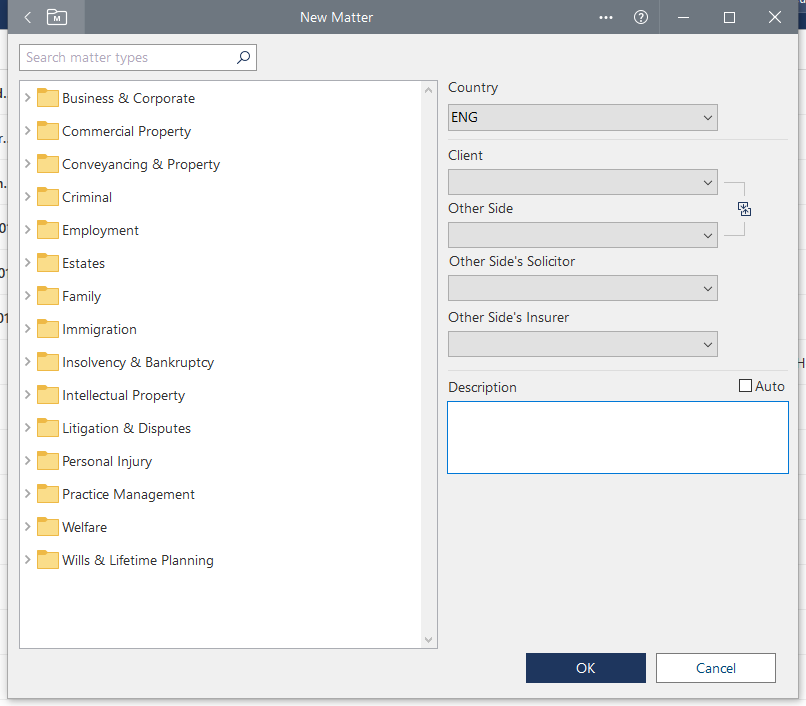 M
New Matter
Search matter types
Business & Corporate
Commercial Property
Conveyancing & Property
Criminal
Employment
Estates
Family
Immigration
Insolvency & Bankruptcy
Intellectual Property
Litigation & Disputes
Personal Injury
Practice Management
Welfare
Wills & Lifetime Planning
Country
ENG
Client
Other Side
Other Side's Solicitor
Other Side's Insurer
Description
Auto
OK
Cancel